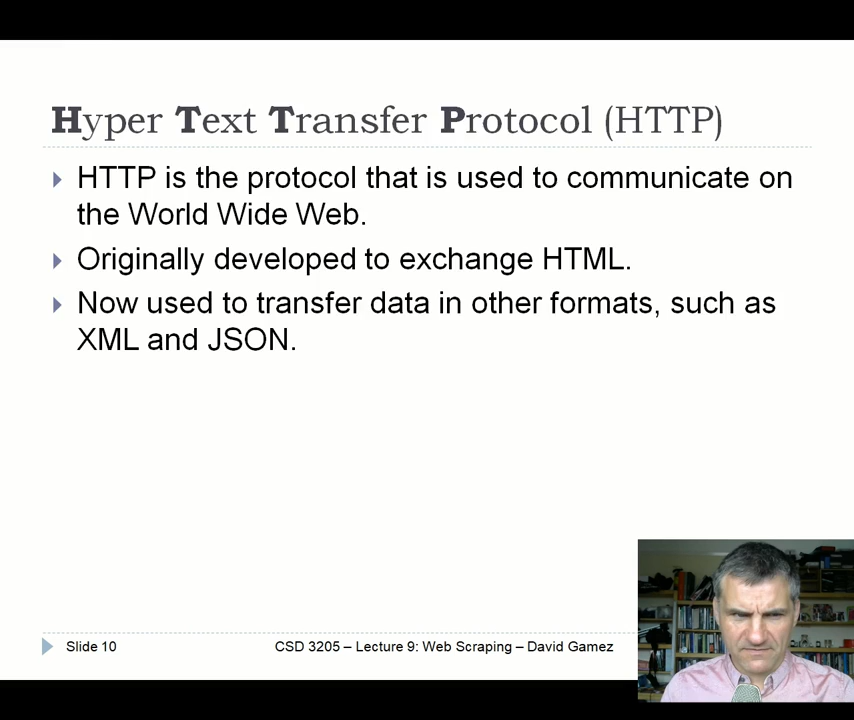 Hyper Text Transfer Protocol (HTTP)
HTTP is the protocol that is used to communicate on
the World Wide Web.
Originally developed to exchange HTML.
Now used to transfer data in other formats, such as
XML and JSON.
Slide 10
CSD 3205 – Lecture 9: Web Scraping – David Gamez